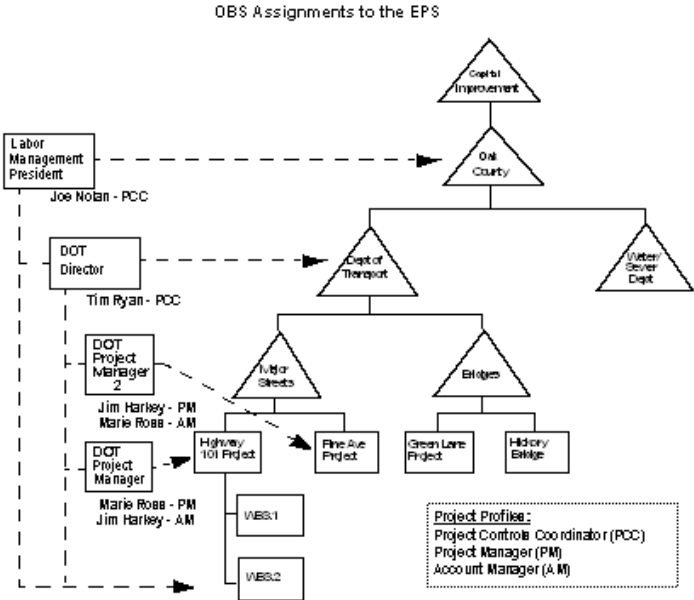 OBS Assignments to the EPS
Capital
Improvement
Labor
Management
President
Oak
County
Joe Nolan - PCC
DOT
Director
Dept of
Transport
Water/
Sewer
Dept
Tim Ryan - PCC
DOT
Project
Manager
2
Major
Streets
Bridges
Jim Harkey - PM
Marie Ross - AM
Highway
101 Project
Pine Ave
Project
Green Lane
Project
Hickory
Bridge
DOT
Project
Manager
Marie Ross - PM
Jim Harkey - AM
WBS.1
WBS.2
Project Profiles:
Project Controls Coordinator (PCC)
Project Manager (PM)
Account Manager (AM)